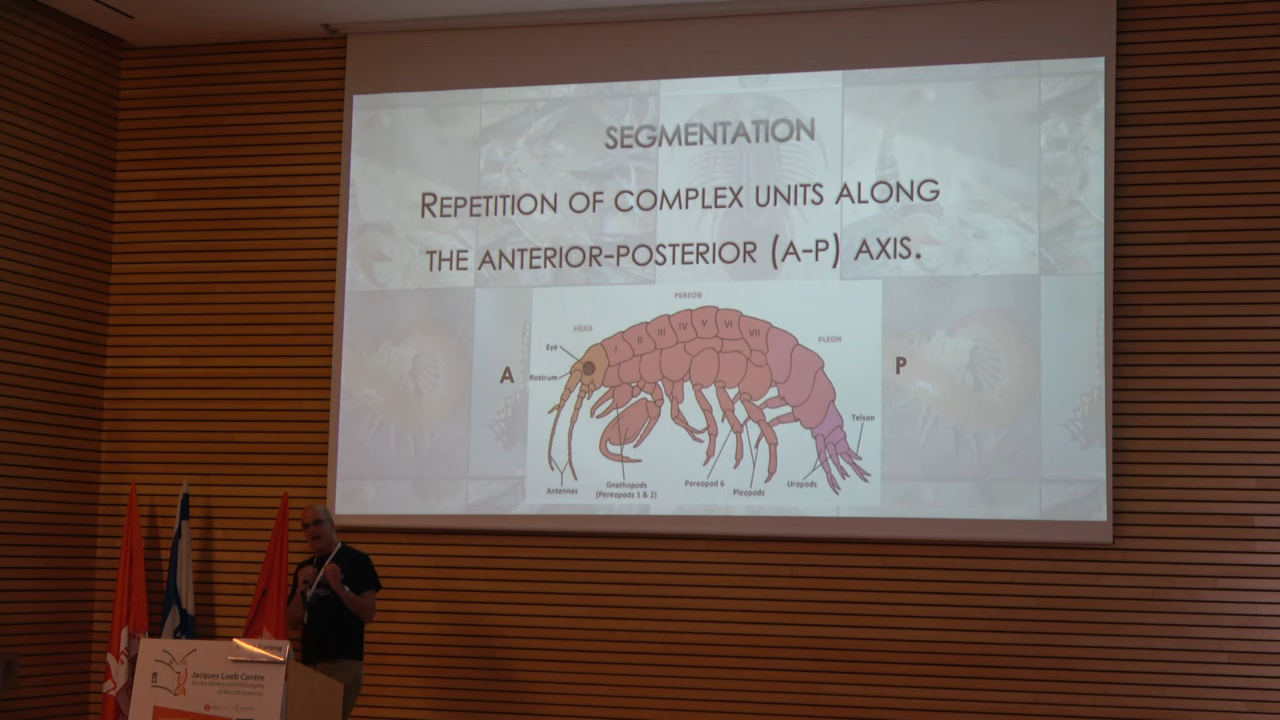 SEGMENTATION
REPETITION OF COMPLEX UNITS ALONG
THE ANTERIOR-POSTERIOR (A-P) AXIS.
PEREON
HEAD
I II III IV V VI VII
PLEON
Eye
Rostrum
A
P
Telson
Antennas
Gnathopods
(Pereopods 1 & 2)
Pereopod 6
Pleopods
Uropods
Jacques Loeb Centre
for the History and Philosophy
of the Life Sciences